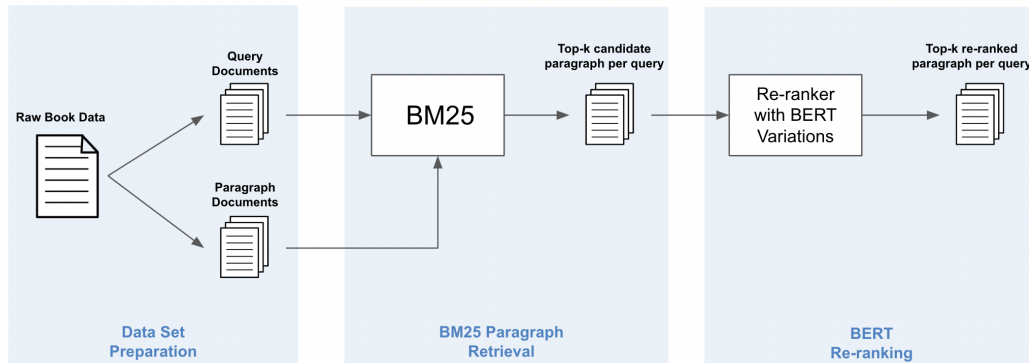 Raw Book Data
Query
Documents
Paragraph
Documents
Data Set
Preparation
BM25
Top-k candidate
paragraph per query
BM25 Paragraph
Retrieval
Re-ranker
with BERT
Variations
Top-k re-ranked
paragraph per query
BERT
Re-ranking